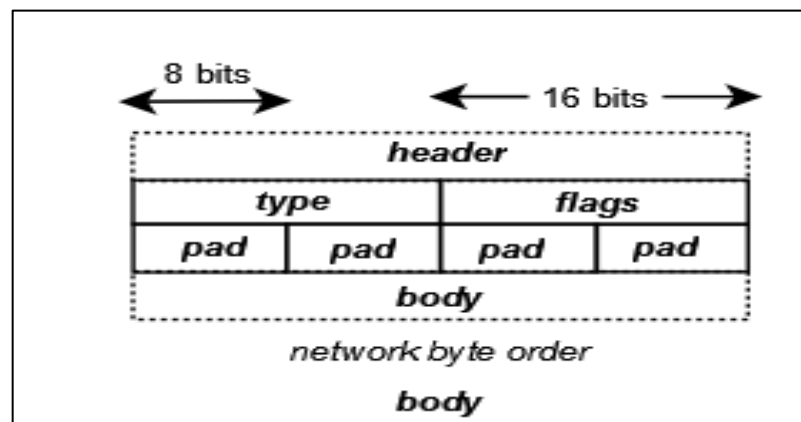 8 bits
16 bits
header
type flags
pad pad pad pad
body
network byte order
body